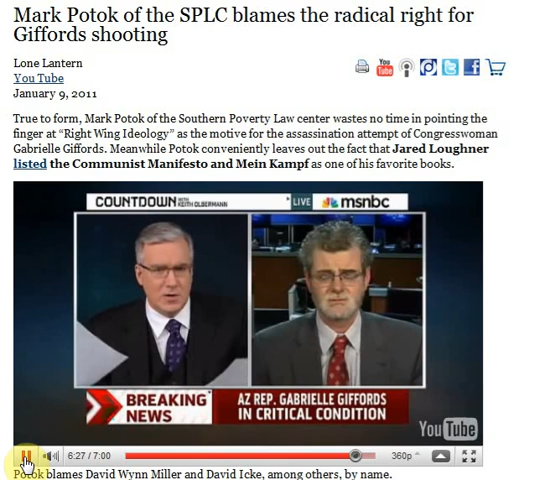 Mark Potok of the SPLC blames the radical right for
Giffords shooting
Lone Lantern
You Tube
January 9, 2011
True to form, Mark Potok of the Southern Poverty Law center wastes no time in pointing the
finger at “Right Wing Ideology” as the motive for the assassination attempt of Congresswoman
Gabrielle Giffords. Meanwhile Potok conveniently leaves out the fact that Jared Loughner
listed the Communist Manifesto and Mein Kampf as one of his favorite books.
COUNTDOWN WITH KEITH OLBERMANN LIVE msnbc
BREAKING NEWS
AZ REP. GABRIELLE GIFFORDS
IN CRITICAL CONDITION
YouTube
6:27 / 7:00 360p
Potok blames David Wynn Miller and David Icke, among others, by name.